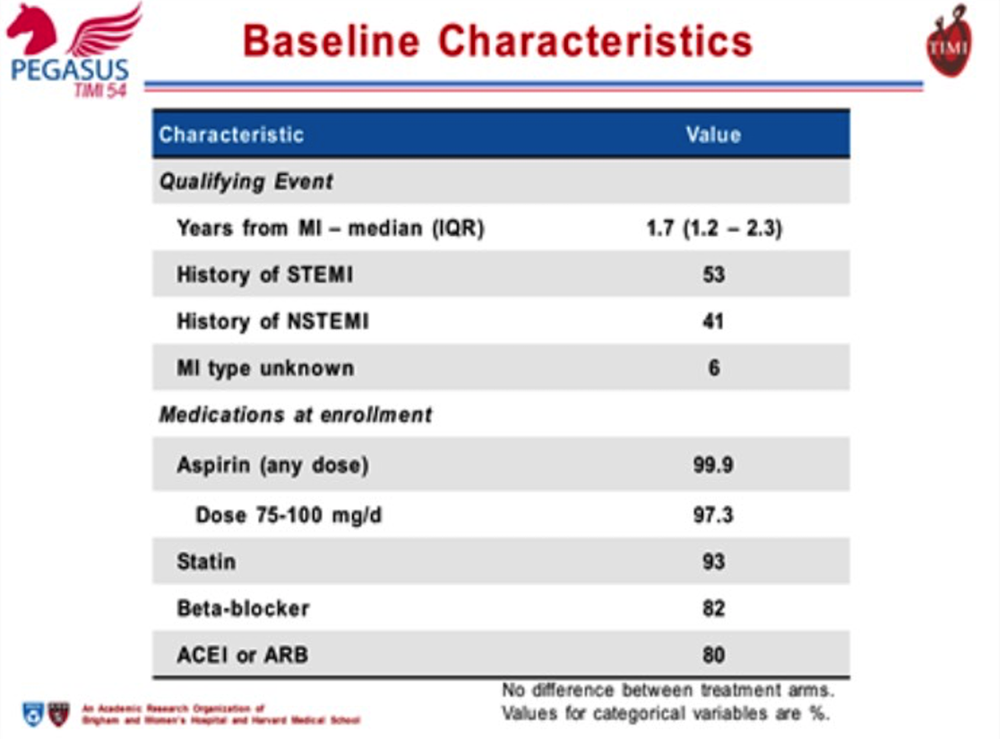 PEGASUS
TIMI 54
Baseline Characteristics
TIMI
Characteristic Value
Qualifying Event
Years from MI – median (IQR) 1.7 (1.2 – 2.3)
History of STEMI 53
History of NSTEMI 41
MI type unknown 6
Medications at enrollment
Aspirin (any dose) 99.9
Dose 75-100 mg/d 97.3
Statin 93
Beta-blocker 82
ACEI or ARB 80
No difference between treatment arms.
Values for categorical variables are %.
An Academic Research Organization of
Brigham and Women's Hospital and Harvard Medical School